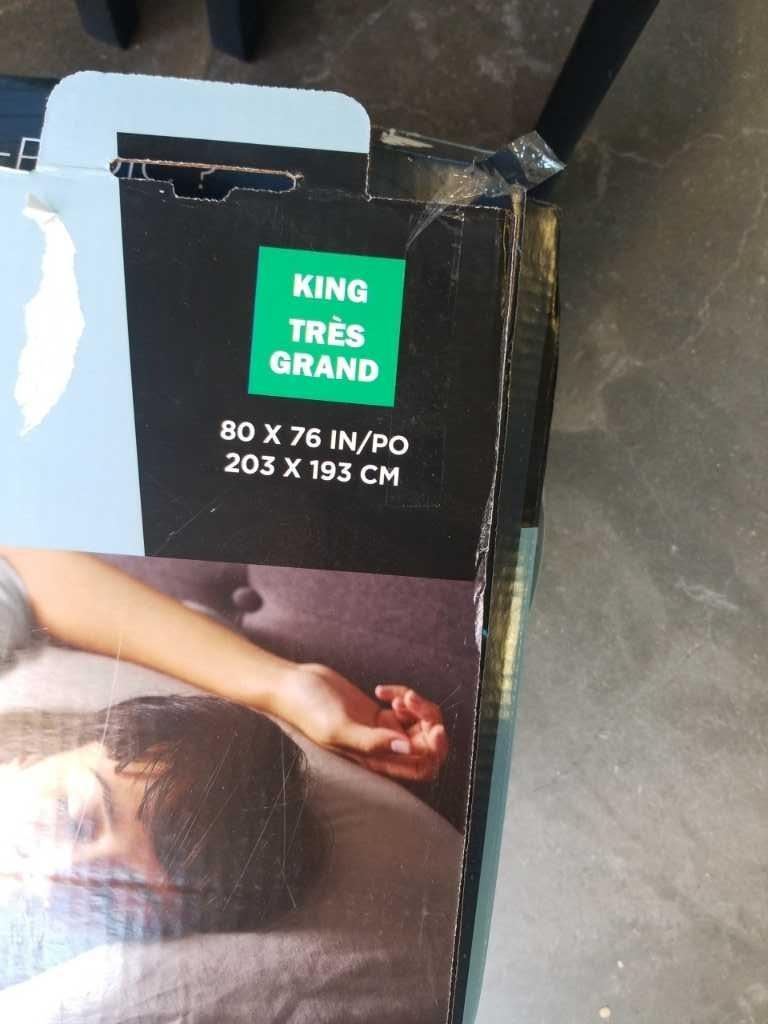 KING
TRÈS
GRAND
80 X 76 IN/PO
203 X 193 CM